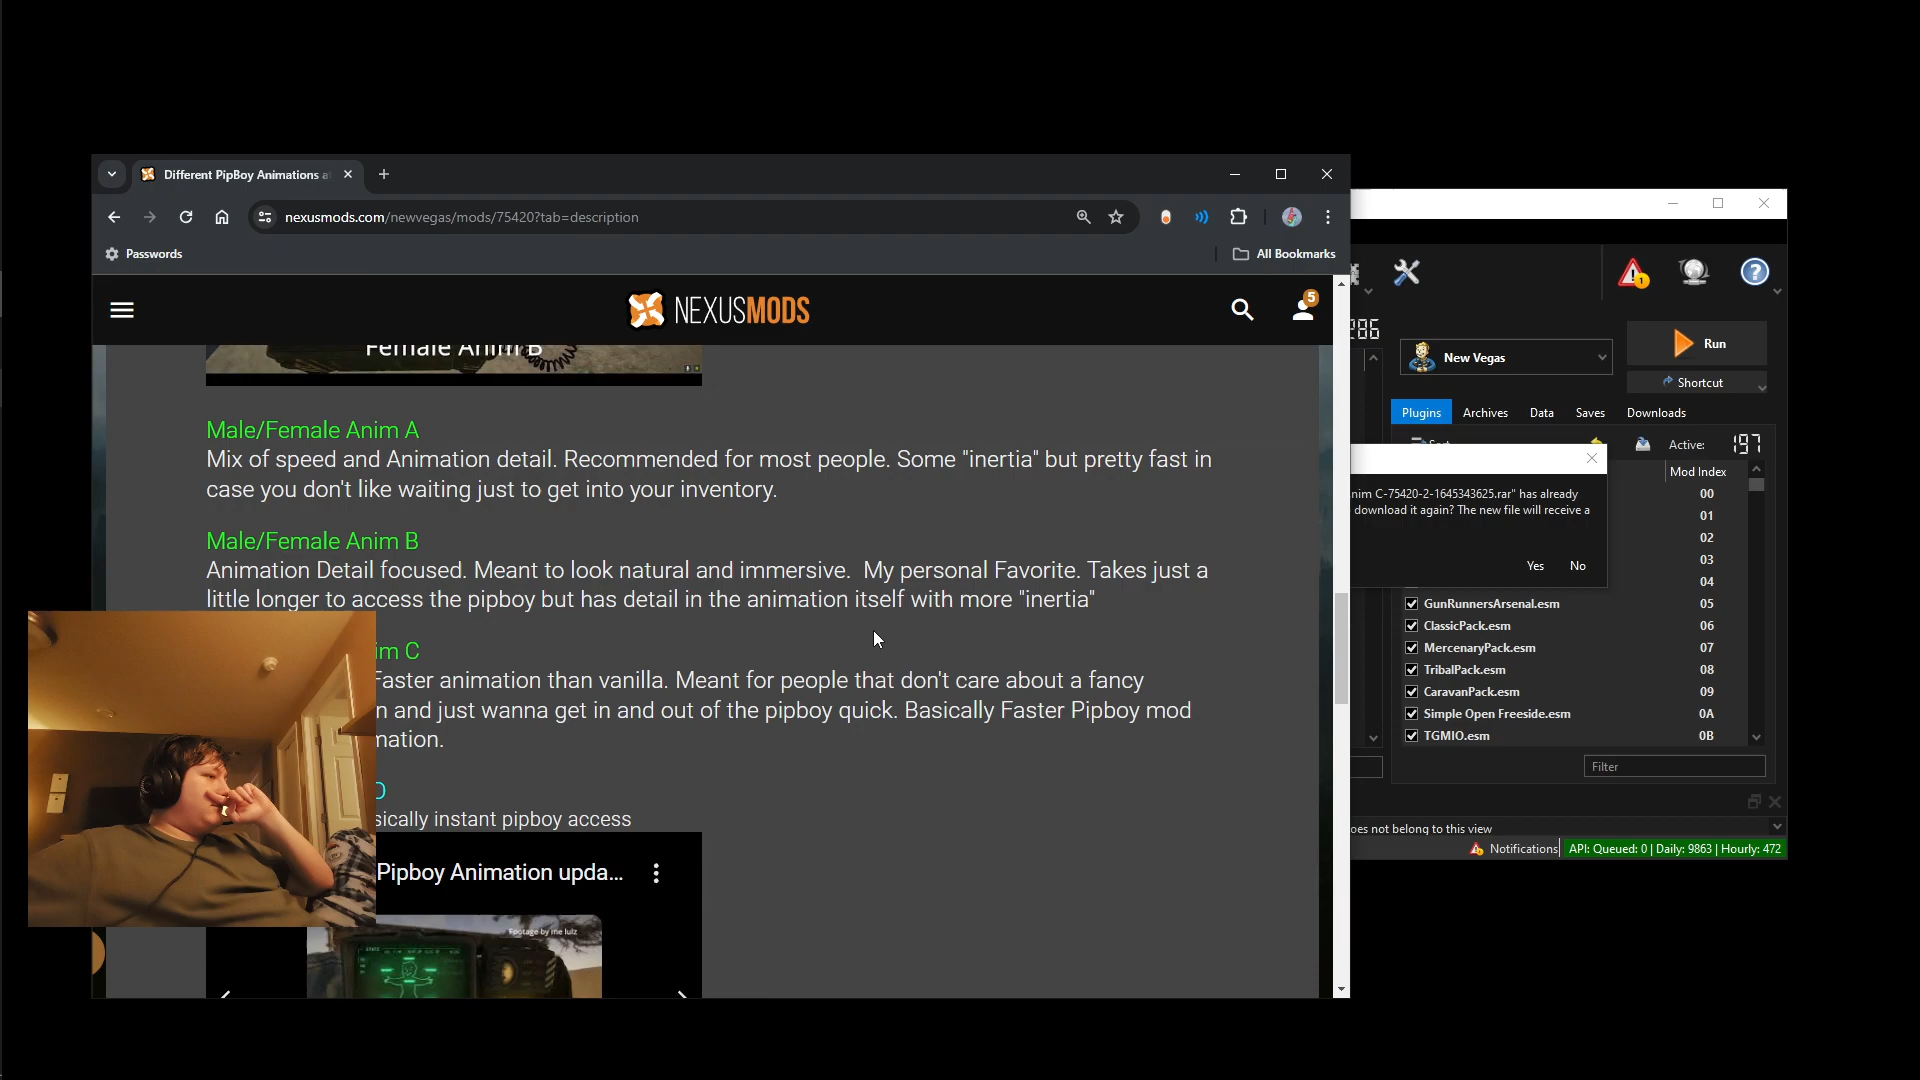 Different PipBoy Animations a
nexusmods.com/newvegas/mods/75420?tab=description
Passwords
All Bookmarks
NEXUSMODS
5
Female Anim B
Male/Female Anim A
Mix of speed and Animation detail. Recommended for most people. Some "inertia" but pretty fast in
case you don't like waiting just to get into your inventory.
Male/Female Anim B
Animation Detail focused. Meant to look natural and immersive.  My personal Favorite. Takes just a
little longer to access the pipboy but has detail in the animation itself with more "inertia"
im C
Faster animation than vanilla. Meant for people that don't care about a fancy
n and just wanna get in and out of the pipboy quick. Basically Faster Pipboy mod
mation.
D
sically instant pipboy access
Pipboy Animation upda...
Footage by me lulz
STATS
1
286
New Vegas
Run
Shortcut
Plugins
Archives
Data
Saves
Downloads
Sort
Active:
197
Mod Index
00
01
02
03
04
nim C-75420-2-1645343625.rar" has already
download it again? The new file will receive a
Yes
No
GunRunnersArsenal.esm 05
ClassicPack.esm 06
MercenaryPack.esm 07
TribalPack.esm 08
CaravanPack.esm 09
Simple Open Freeside.esm 0A
TGMIO.esm 0B
Filter
oes not belong to this view
Notifications
API: Queued: 0 | Daily: 9863 | Hourly: 472